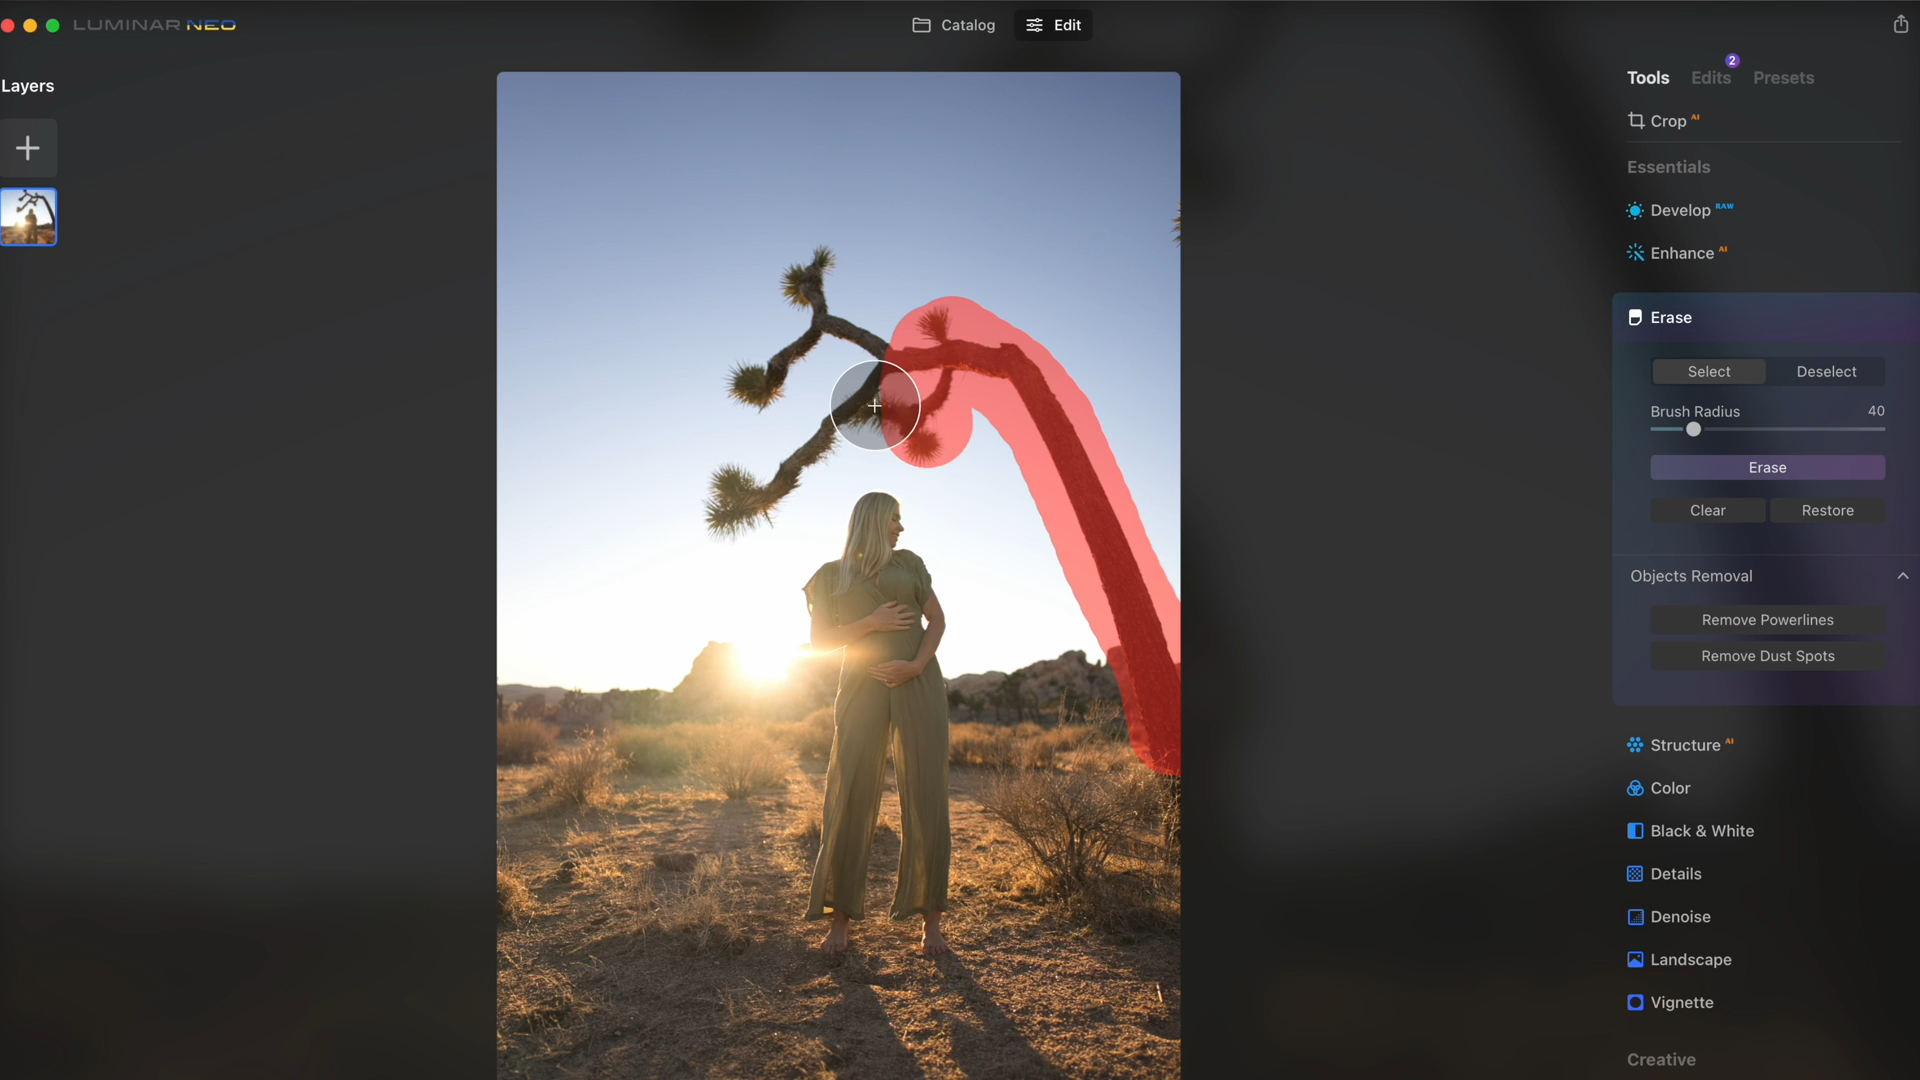 LUMINAR NEO
Catalog
Edit
Layers
2
Tools
Edits
Presets
Crop AI
Essentials
Develop RAW
Enhance AI
Erase
Select
Deselect
Brush Radius 40
Erase
Clear
Restore
Objects Removal
Remove Powerlines
Remove Dust Spots
Structure AI
Color
Black & White
Details
Denoise
Landscape
Vignette
Creative